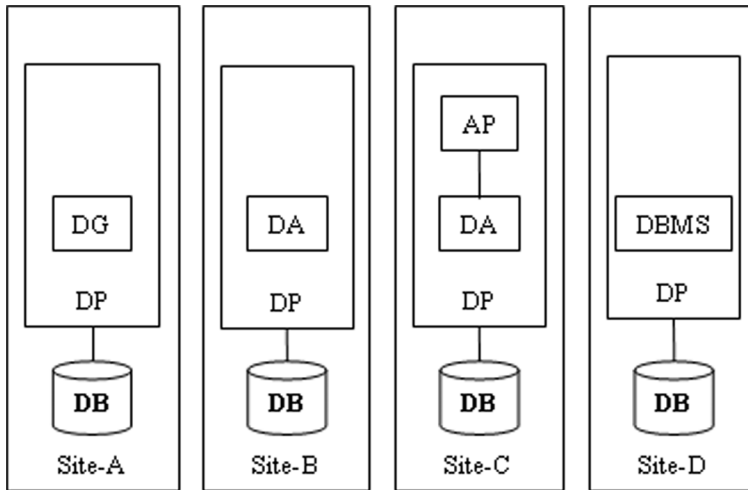 AP
DG
DA
DA
DBMS
DP
DP
DP
DP
DB
DB
DB
DB
Site-A
Site-B
Site-C
Site-D